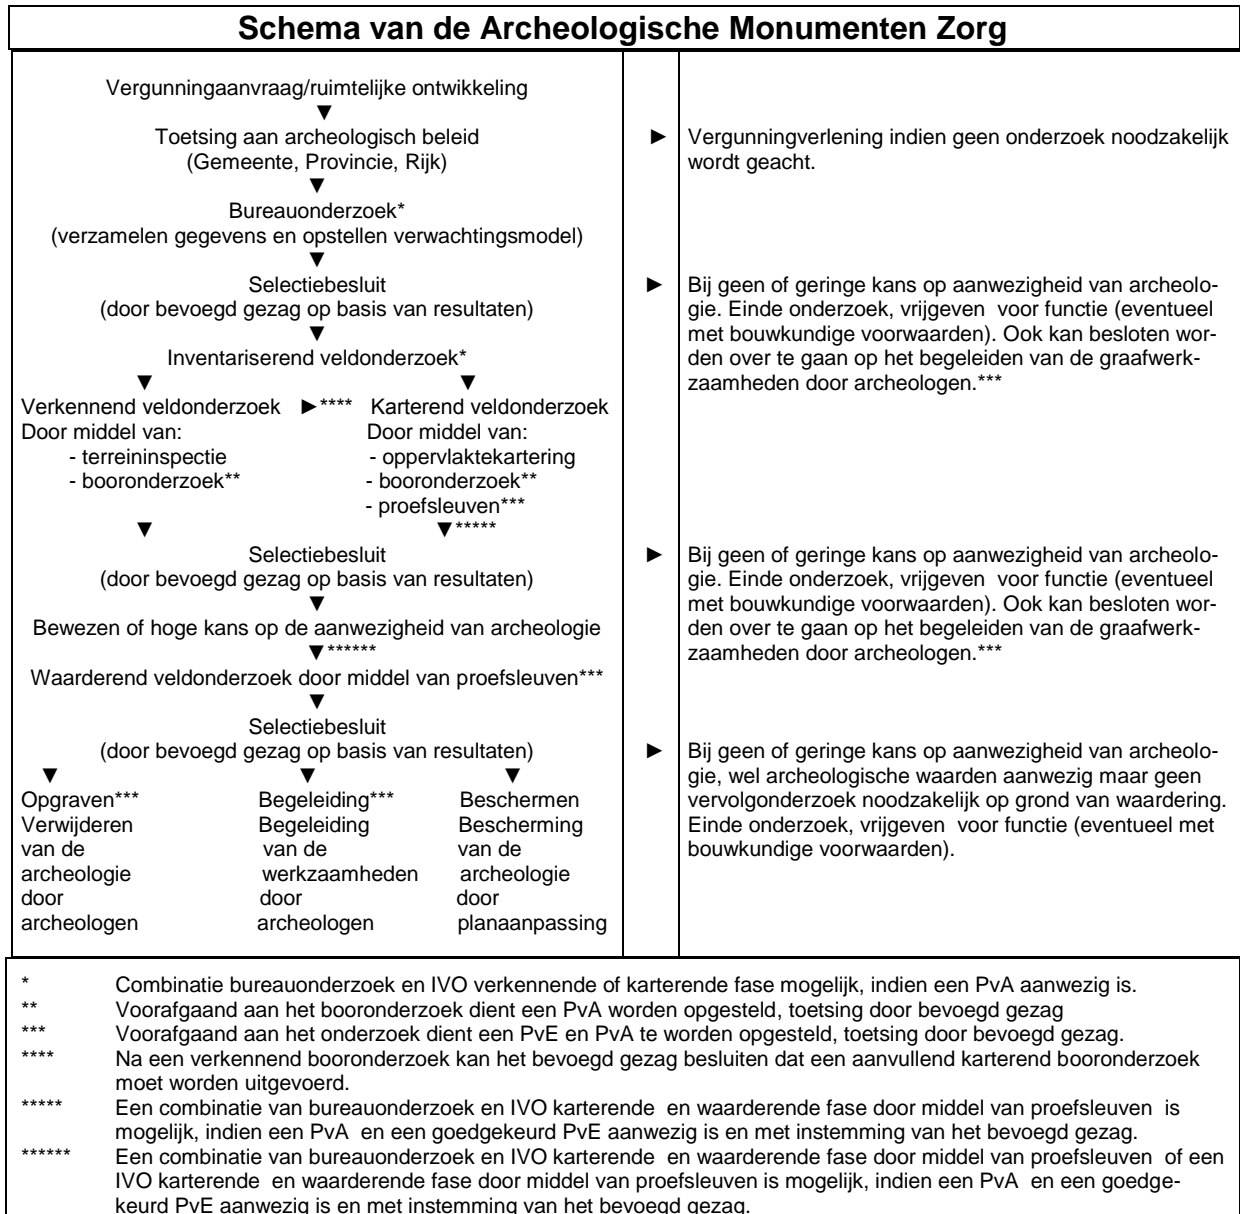 Schema van de Archeologische Monumenten Zorg
Vergunningaanvraag/ruimtelijke ontwikkeling
▼
Toetsing aan archeologisch beleid
(Gemeente, Provincie, Rijk)
► Vergunningverlening indien geen onderzoek noodzakelijk
wordt geacht.
▼
Bureauonderzoek*
(verzamelen gegevens en opstellen verwachtingsmodel)
▼
Selectiebesluit
(door bevoegd gezag op basis van resultaten)
► Bij geen of geringe kans op aanwezigheid van archeolo-
gie. Einde onderzoek, vrijgeven voor functie (eventueel
met bouwkundige voorwaarden). Ook kan besloten wor-
den over te gaan op het begeleiden van de graafwerk-
zaamheden door archeologen.***
▼
Inventariserend veldonderzoek*
▼ ▼
Verkennend veldonderzoek ►**** Karterend veldonderzoek
Door middel van: Door middel van:
- terreininspectie - oppervlaktekartering
- booronderzoek** - booronderzoek**
- proefsleuven***
▼ ▼*****
Selectiebesluit
(door bevoegd gezag op basis van resultaten)
► Bij geen of geringe kans op aanwezigheid van archeolo-
gie. Einde onderzoek, vrijgeven voor functie (eventueel
met bouwkundige voorwaarden). Ook kan besloten wor-
den over te gaan op het begeleiden van de graafwerk-
zaamheden door archeologen.***
▼
Bewezen of hoge kans op de aanwezigheid van archeologie
▼******
Waarderend veldonderzoek door middel van proefsleuven***
▼
Selectiebesluit
(door bevoegd gezag op basis van resultaten)
► Bij geen of geringe kans op aanwezigheid van archeolo-
gie, wel archeologische waarden aanwezig maar geen
vervolgonderzoek noodzakelijk op grond van waardering.
Einde onderzoek, vrijgeven voor functie (eventueel met
bouwkundige voorwaarden).
▼ ▼ ▼
Opgraven*** Begeleiding*** Beschermen
Verwijderen Begeleiding Bescherming
van de van de van de
archeologie werkzaamheden archeologie
door door door
archeologen archeologen planaanpassing
* Combinatie bureauonderzoek en IVO verkennende of karterende fase mogelijk, indien een PvA aanwezig is.
** Voorafgaand aan het booronderzoek dient een PvA worden opgesteld, toetsing door bevoegd gezag
*** Voorafgaand aan het onderzoek dient een PvE en PvA te worden opgesteld, toetsing door bevoegd gezag.
**** Na een verkennend booronderzoek kan het bevoegd gezag besluiten dat een aanvullend karterend booronderzoek
moet worden uitgevoerd.
***** Een combinatie van bureauonderzoek en IVO karterende en waarderende fase door middel van proefsleuven is
mogelijk, indien een PvA en een goedgekeurd PvE aanwezig is en met instemming van het bevoegd gezag.
****** Een combinatie van bureauonderzoek en IVO karterende en waarderende fase door middel van proefsleuven of een
IVO karterende en waarderende fase door middel van proefsleuven is mogelijk, indien een PvA en een goedge-
keurd PvE aanwezig is en met instemming van het bevoegd gezag.